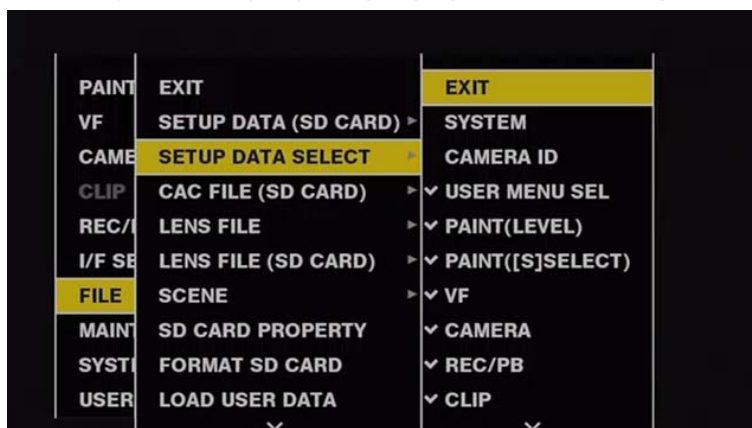 PAINT
VF
CAME
CLIP
REC/
I/F SE
FILE
MAINT
SYSTE
USER
EXIT
SETUP DATA (SD CARD)
SETUP DATA SELECT
CAC FILE (SD CARD)
LENS FILE
LENS FILE (SD CARD)
SCENE
SD CARD PROPERTY
FORMAT SD CARD
LOAD USER DATA
EXIT
SYSTEM
CAMERA ID
USER MENU SEL
PAINT(LEVEL)
PAINT([S]SELECT)
VF
CAMERA
REC/PB
CLIP